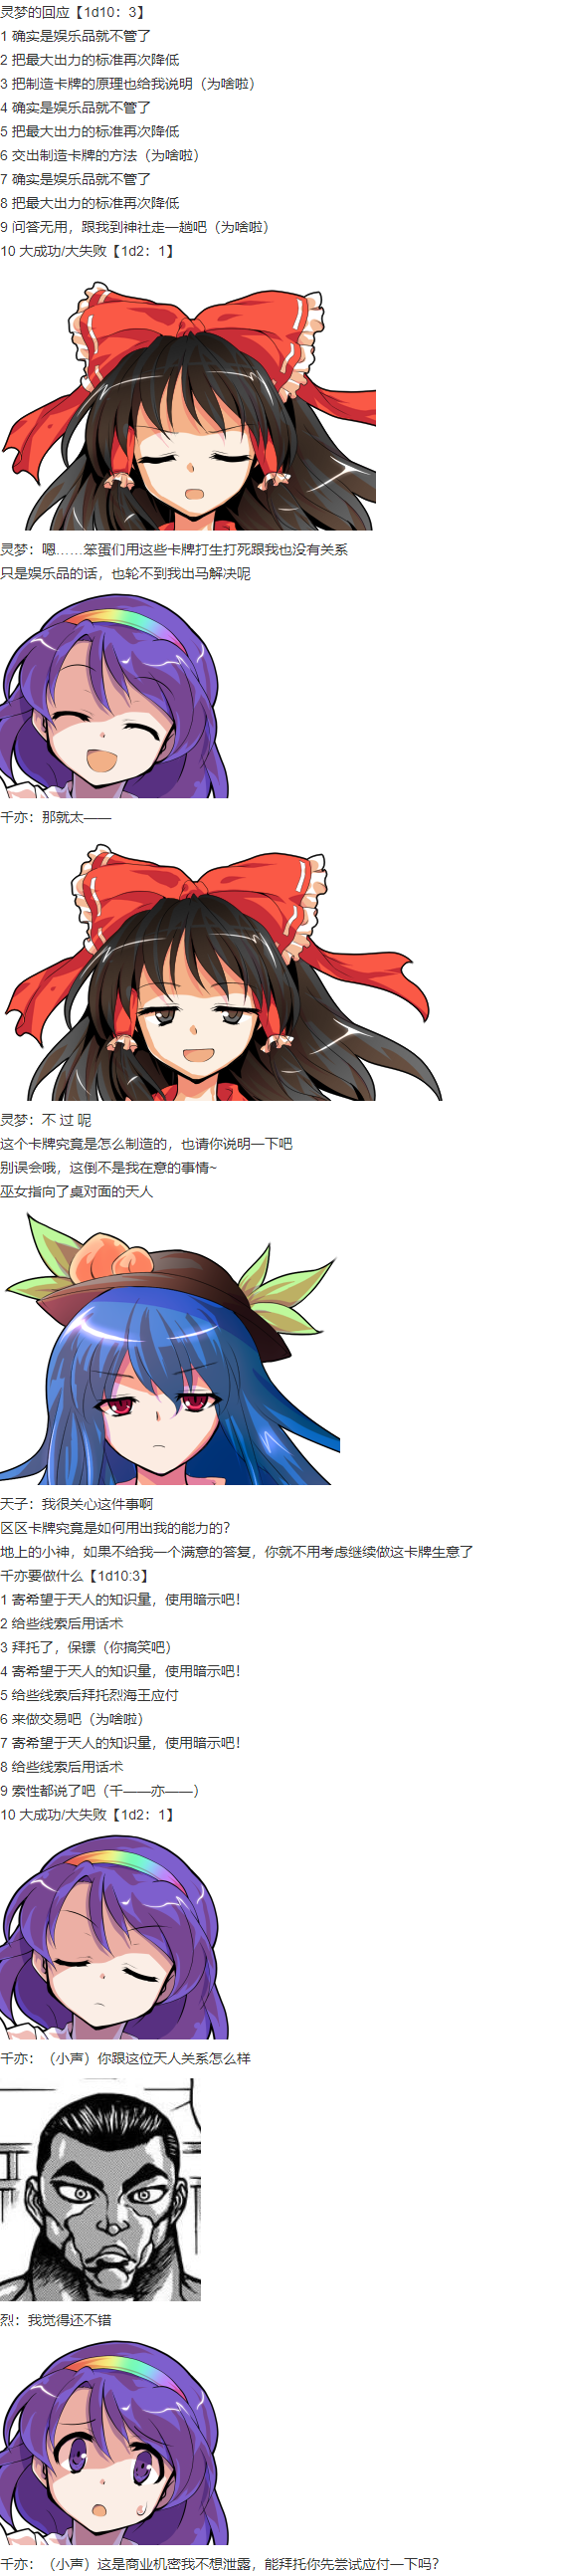 灵梦的回应【1d10：3】
1 确实是娱乐品就不管了
2 把最大出力的标准再次降低
3 把制造卡牌的原理也给我说明（为啥啦）
4 确实是娱乐品就不管了
5 把最大出力的标准再次降低
6 交出制造卡牌的方法（为啥啦）
7 确实是娱乐品就不管了
8 把最大出力的标准再次降低
9 问答无用，跟我到神社走一趟吧（为啥啦）
10 大成功/大失败【1d2：1】
灵梦：嗯……笨蛋们用这些卡牌打生打死跟我也没有关系
只是娱乐品的话，也轮不到我出马解决呢
千亦：那就太——
灵梦：不 过 呢
这个卡牌究竟是怎么制造的，也请你说明一下吧
别误会哦，这倒不是我在意的事情~
巫女指向了桌对面的天人
天子：我很关心这件事啊
区区卡牌究竟是如何用出我的能力的？
地上的小神，如果不给我一个满意的答复，你就不用考虑继续做这卡牌生意了
千亦要做什么【1d10:3】
1 寄希望于天人的知识量，使用暗示吧！
2 给些线索后用话术
3 拜托了，保镖（你搞笑吧）
4 寄希望于天人的知识量，使用暗示吧！
5 给些线索后拜托烈海王应付
6 来做交易吧（为啥啦）
7 寄希望于天人的知识量，使用暗示吧！
8 给些线索后用话术
9 索性都说了吧（千——亦——）
10 大成功/大失败【1d2：1】
千亦：（小声）你跟这位天人关系怎么样
烈：我觉得还不错
千亦：（小声）这是商业机密我不想泄露，能拜托你先尝试应付一下吗？